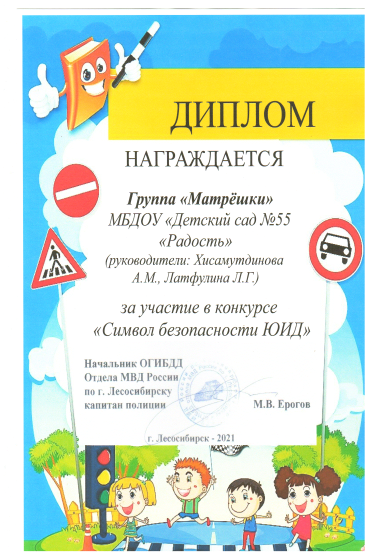 ДИПЛОМ
НАГРАЖДАЕТСЯ
Группа «Матрёшки»
МБДОУ «Детский сад №55
«Радость»
(руководители: Хисамутдинова
А.М., Латфулина Л.Г.)
за участие в конкурсе
«Символ безопасности ЮИД»
Начальник ОГИБДД
Отдела МВД России
по г. Лесосибирску
капитан полиции М.В. Ерогов
г. Лесосибирск - 2021